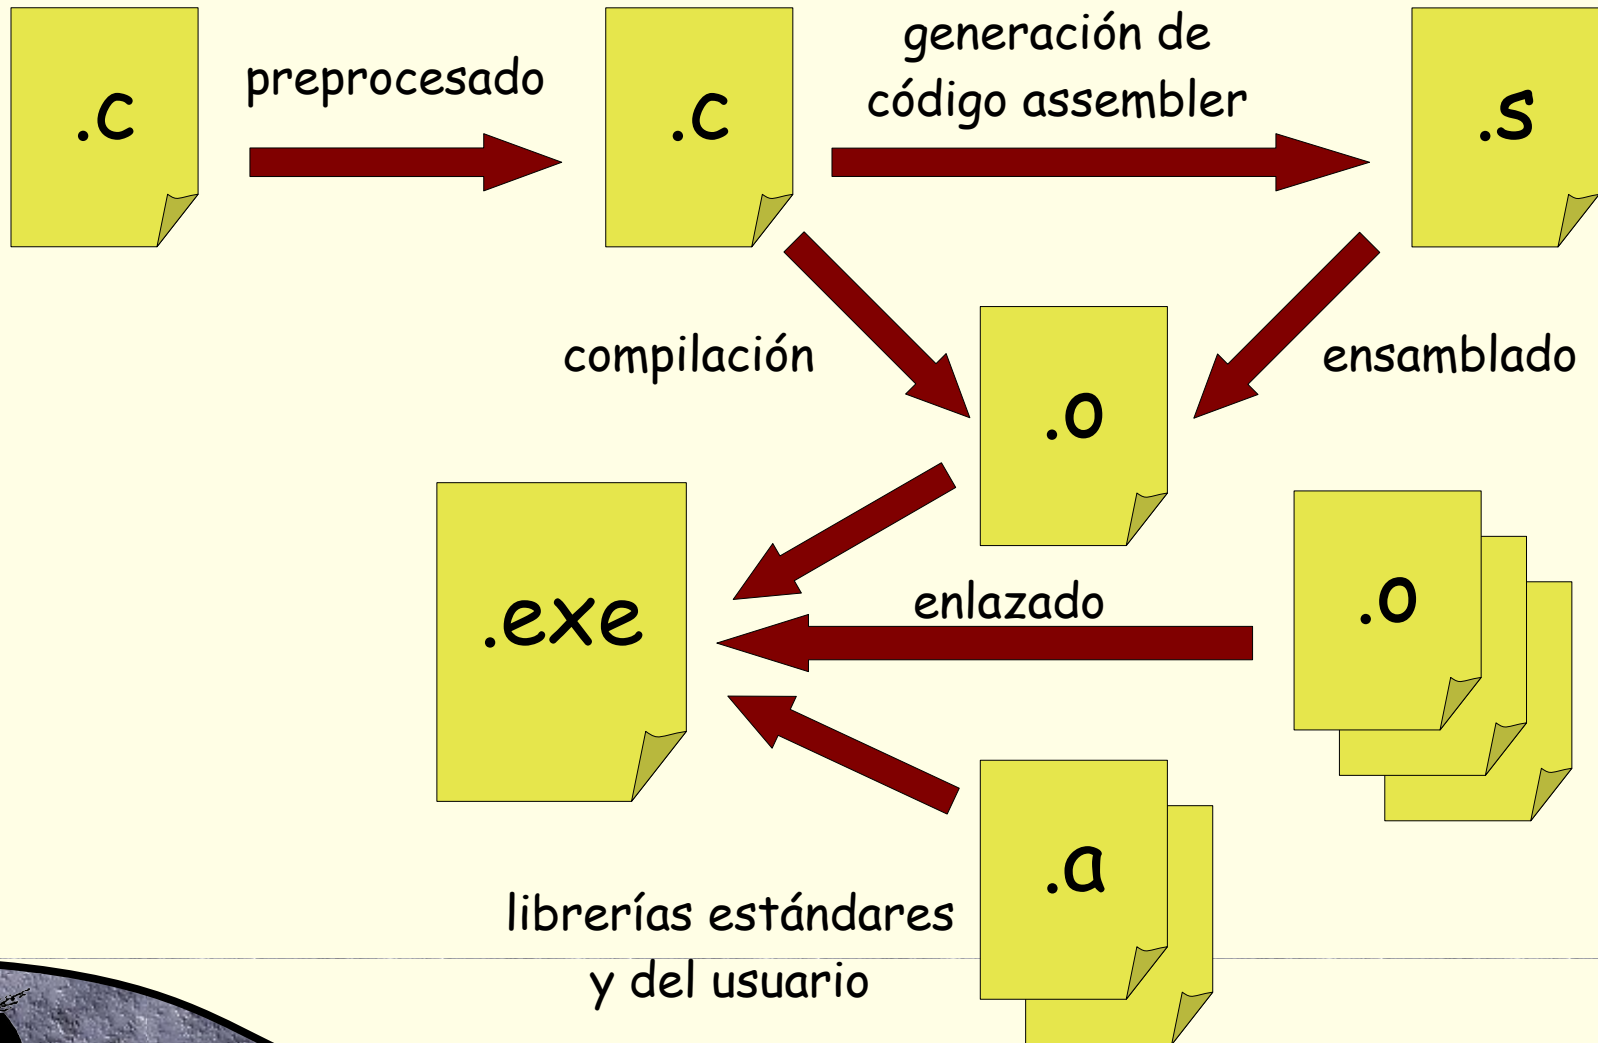 .c
preprocesado
.c
generación de
código assembler
.s
compilación
ensamblado
.o
.exe
enlazado
.o
.a
librerías estándares
y del usuario